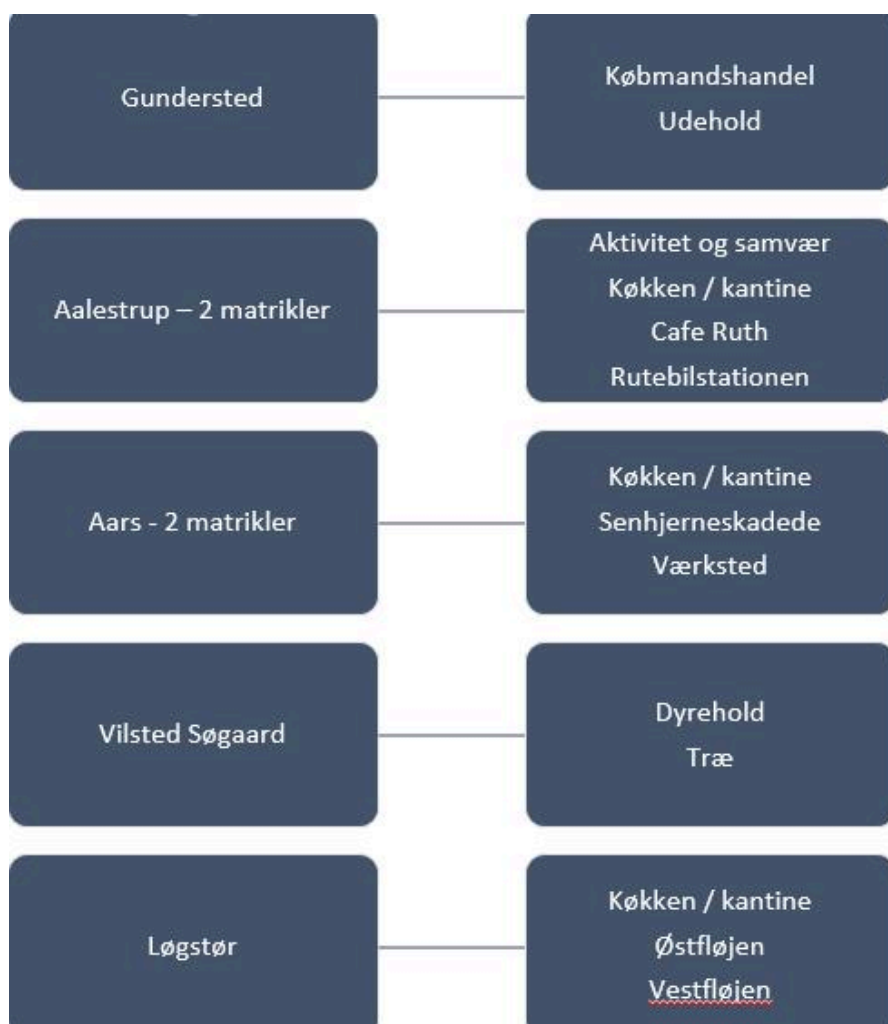 Gundersted
Købmandshandel
Udehold
Aalestrup – 2 matrikler
Aktivitet og samvær
Køkken / kantine
Cafe Ruth
Rutebilstationen
Aars - 2 matrikler
Køkken / kantine
Senhjerneskadede
Værksted
Vilsted Søgaard
Dyrehold
Træ
Løgstør
Køkken / kantine
Østfløjen
Vestfløjen